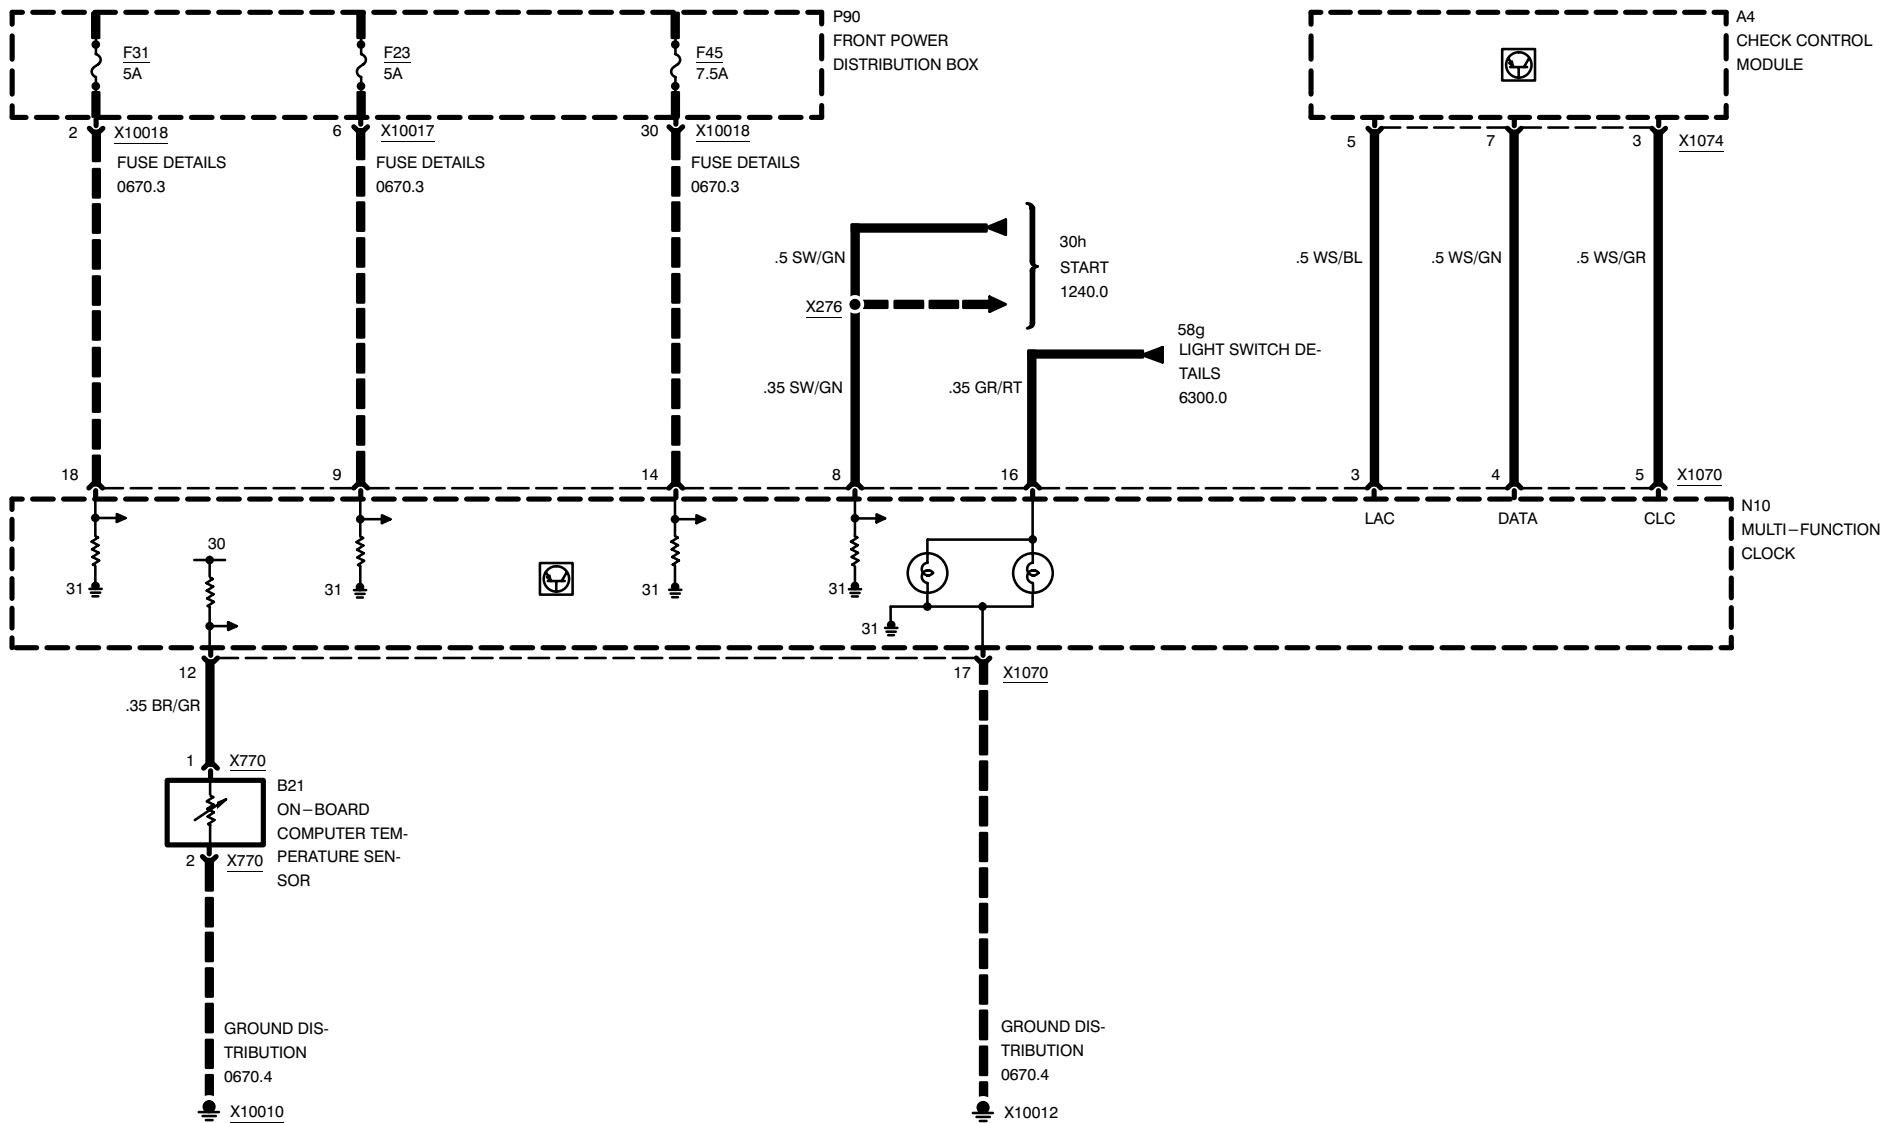 P90
FRONT POWER
DISTRIBUTION BOX
F31
5A
F23
5A
F45
7.5A
A4
CHECK CONTROL
MODULE
2
X10018
FUSE DETAILS
0670.3
6
X10017
FUSE DETAILS
0670.3
30
X10018
FUSE DETAILS
0670.3
5
7
3
X1074
.5 SW/GN
30h
START
1240.0
X276
.5 WS/BL
.5 WS/GN
.5 WS/GR
58g
LIGHT SWITCH DE-
TAILS
6300.0
.35 SW/GN
.35 GR/RT
18
9
14
8
16
3
4
5
X1070
LAC
DATA
CLC
N10
MULTI-FUNCTION
CLOCK
30
31
31
31
31
31
12
17
X1070
.35 BR/GR
1
X770
B21
ON-BOARD
COMPUTER TEM-
PERATURE SEN-
SOR
2
X770
GROUND DIS-
TRIBUTION
0670.4
X10010
GROUND DIS-
TRIBUTION
0670.4
X10012